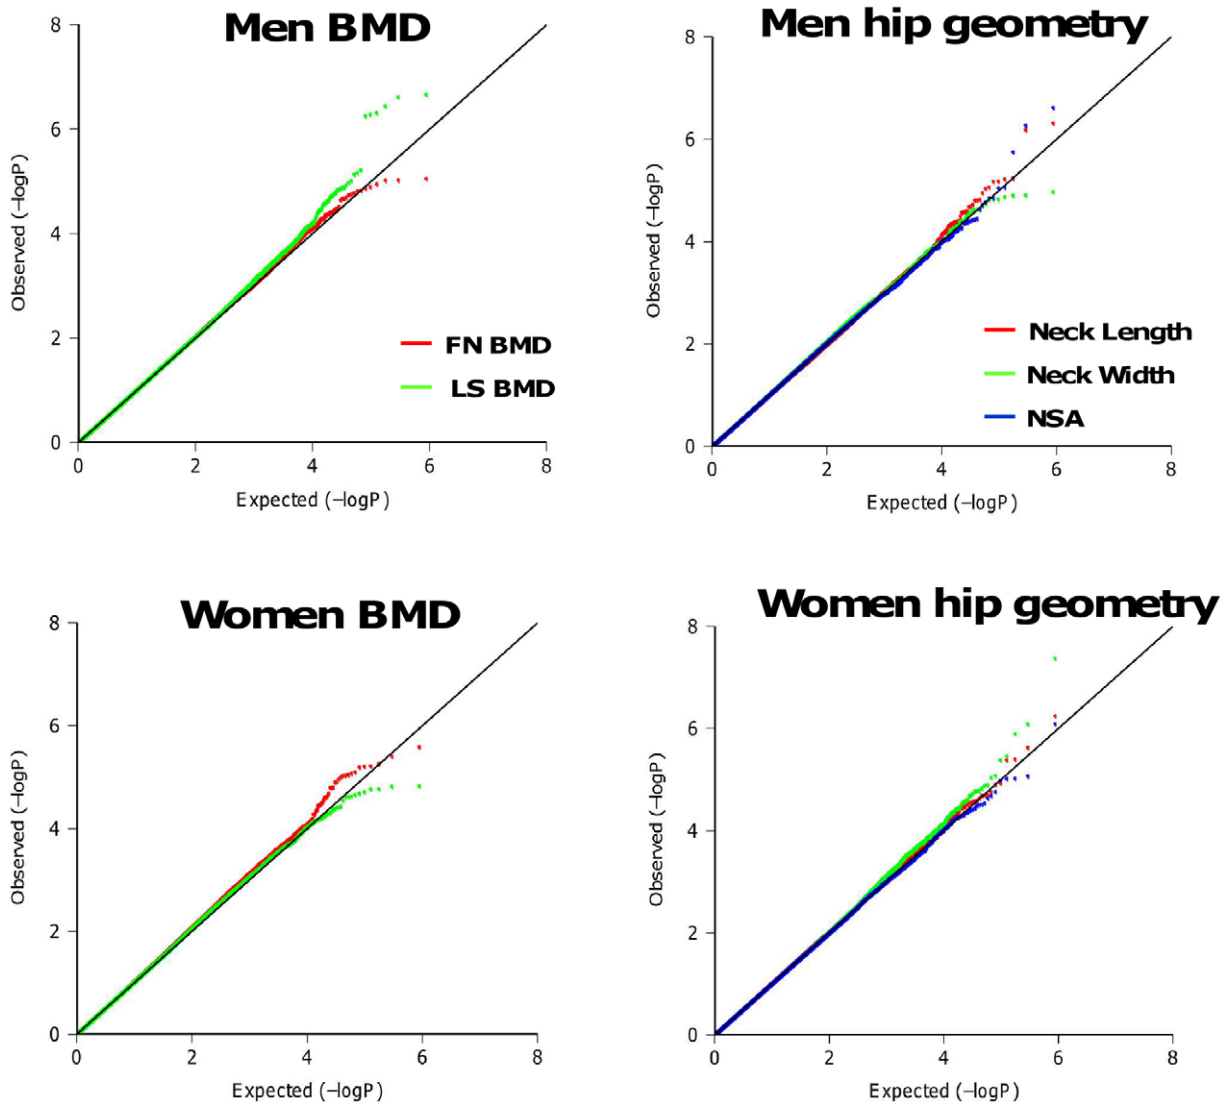 Men BMD
8
6
4
2
0
0 2 4 6 8
Observed (−logP)
Expected (−logP)
FN BMD
LS BMD
Men hip geometry
8
6
4
2
0
0 2 4 6 8
Observed (−logP)
Expected (−logP)
Neck Length
Neck Width
NSA
Women BMD
8
6
4
2
0
0 2 4 6 8
Observed (−logP)
Expected (−logP)
Women hip geometry
8
6
4
2
0
0 2 4 6 8
Observed (−logP)
Expected (−logP)